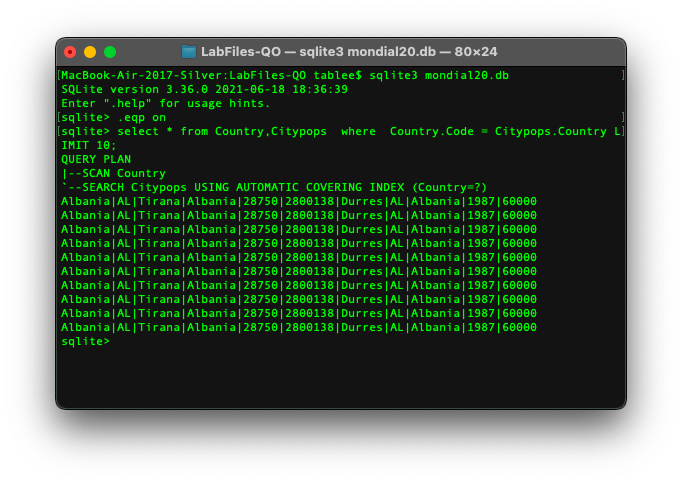 LabFiles-QO — sqlite3 mondial20.db — 80×24
[MacBook-Air-2017-Silver:LabFiles-QO tablee$ sqlite3 mondial20.db ]
SQLite version 3.36.0 2021-06-18 18:36:39
Enter ".help" for usage hints.
[sqlite> .eqp on ]
[sqlite> select * from Country,Citypops  where  Country.Code = Citypops.Country L]
IMIT 10;
QUERY PLAN
|--SCAN Country
`--SEARCH Citypops USING AUTOMATIC COVERING INDEX (Country=?)
Albania|AL|Tirana|Albania|28750|2800138|Durres|AL|Albania|1987|60000
Albania|AL|Tirana|Albania|28750|2800138|Durres|AL|Albania|1987|60000
Albania|AL|Tirana|Albania|28750|2800138|Durres|AL|Albania|1987|60000
Albania|AL|Tirana|Albania|28750|2800138|Durres|AL|Albania|1987|60000
Albania|AL|Tirana|Albania|28750|2800138|Durres|AL|Albania|1987|60000
Albania|AL|Tirana|Albania|28750|2800138|Durres|AL|Albania|1987|60000
Albania|AL|Tirana|Albania|28750|2800138|Durres|AL|Albania|1987|60000
Albania|AL|Tirana|Albania|28750|2800138|Durres|AL|Albania|1987|60000
Albania|AL|Tirana|Albania|28750|2800138|Durres|AL|Albania|1987|60000
Albania|AL|Tirana|Albania|28750|2800138|Durres|AL|Albania|1987|60000
sqlite>